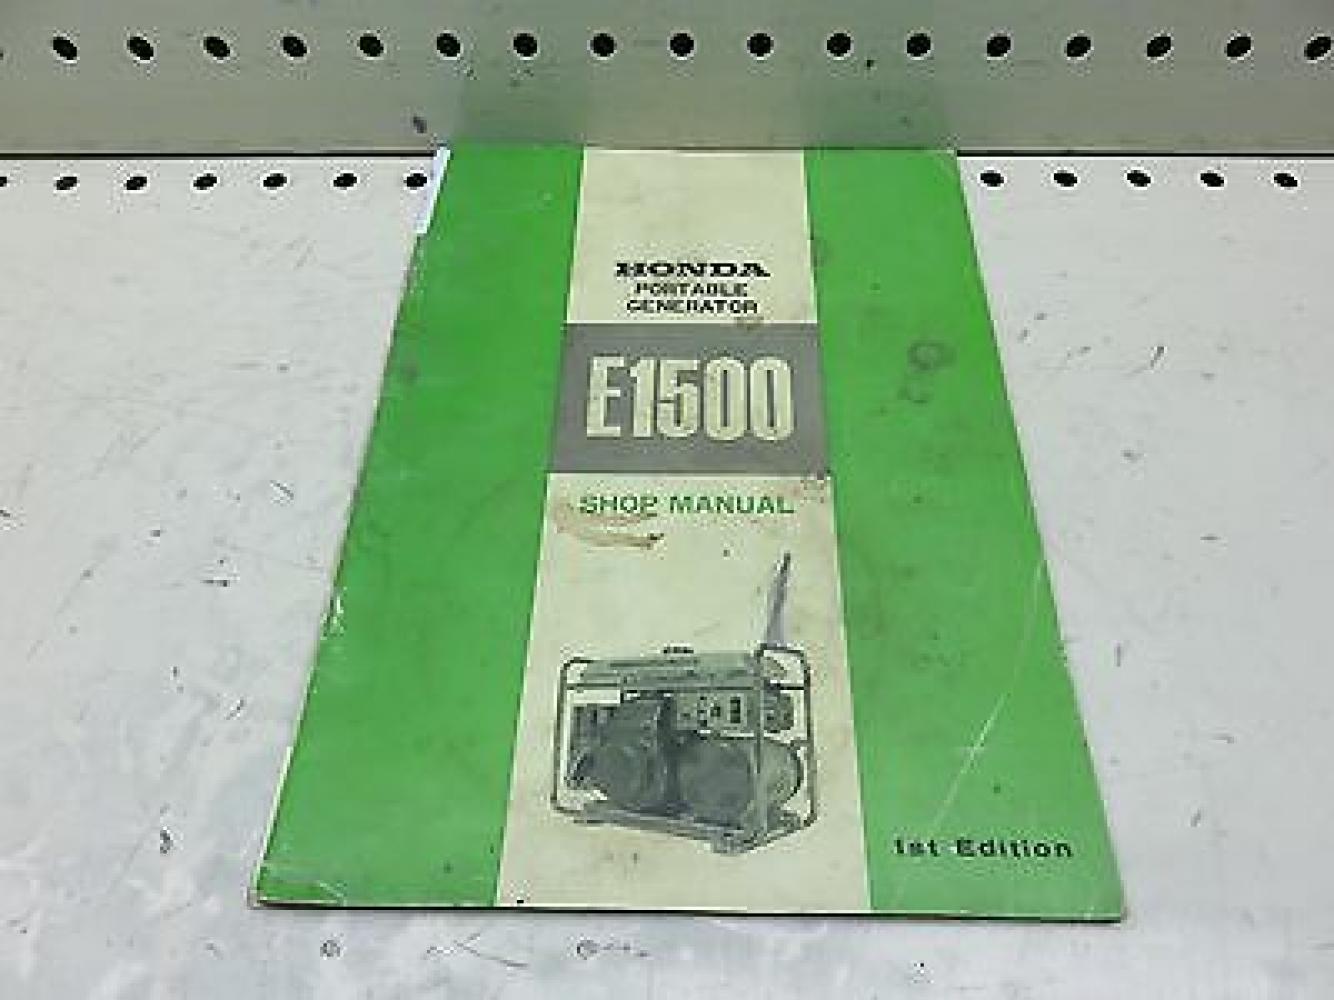 HONDA
PORTABLE
GENERATOR
E1500
SHOP MANUAL
1st Edition